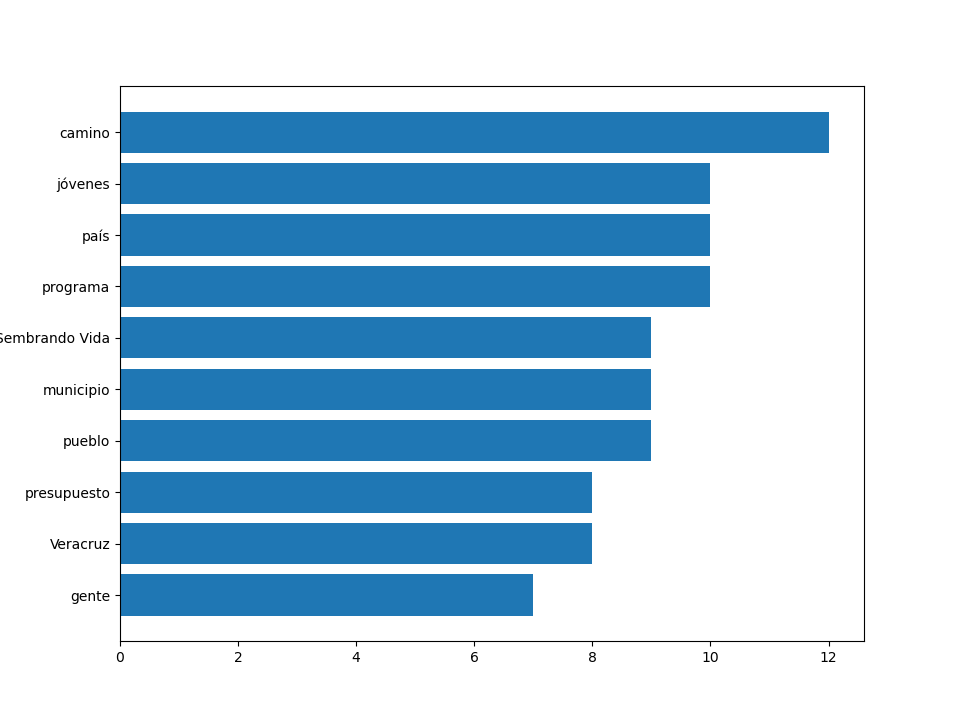 camino
jóvenes
país
programa
Sembrando Vida
municipio
pueblo
presupuesto
Veracruz
gente
0 2 4 6 8 10 12